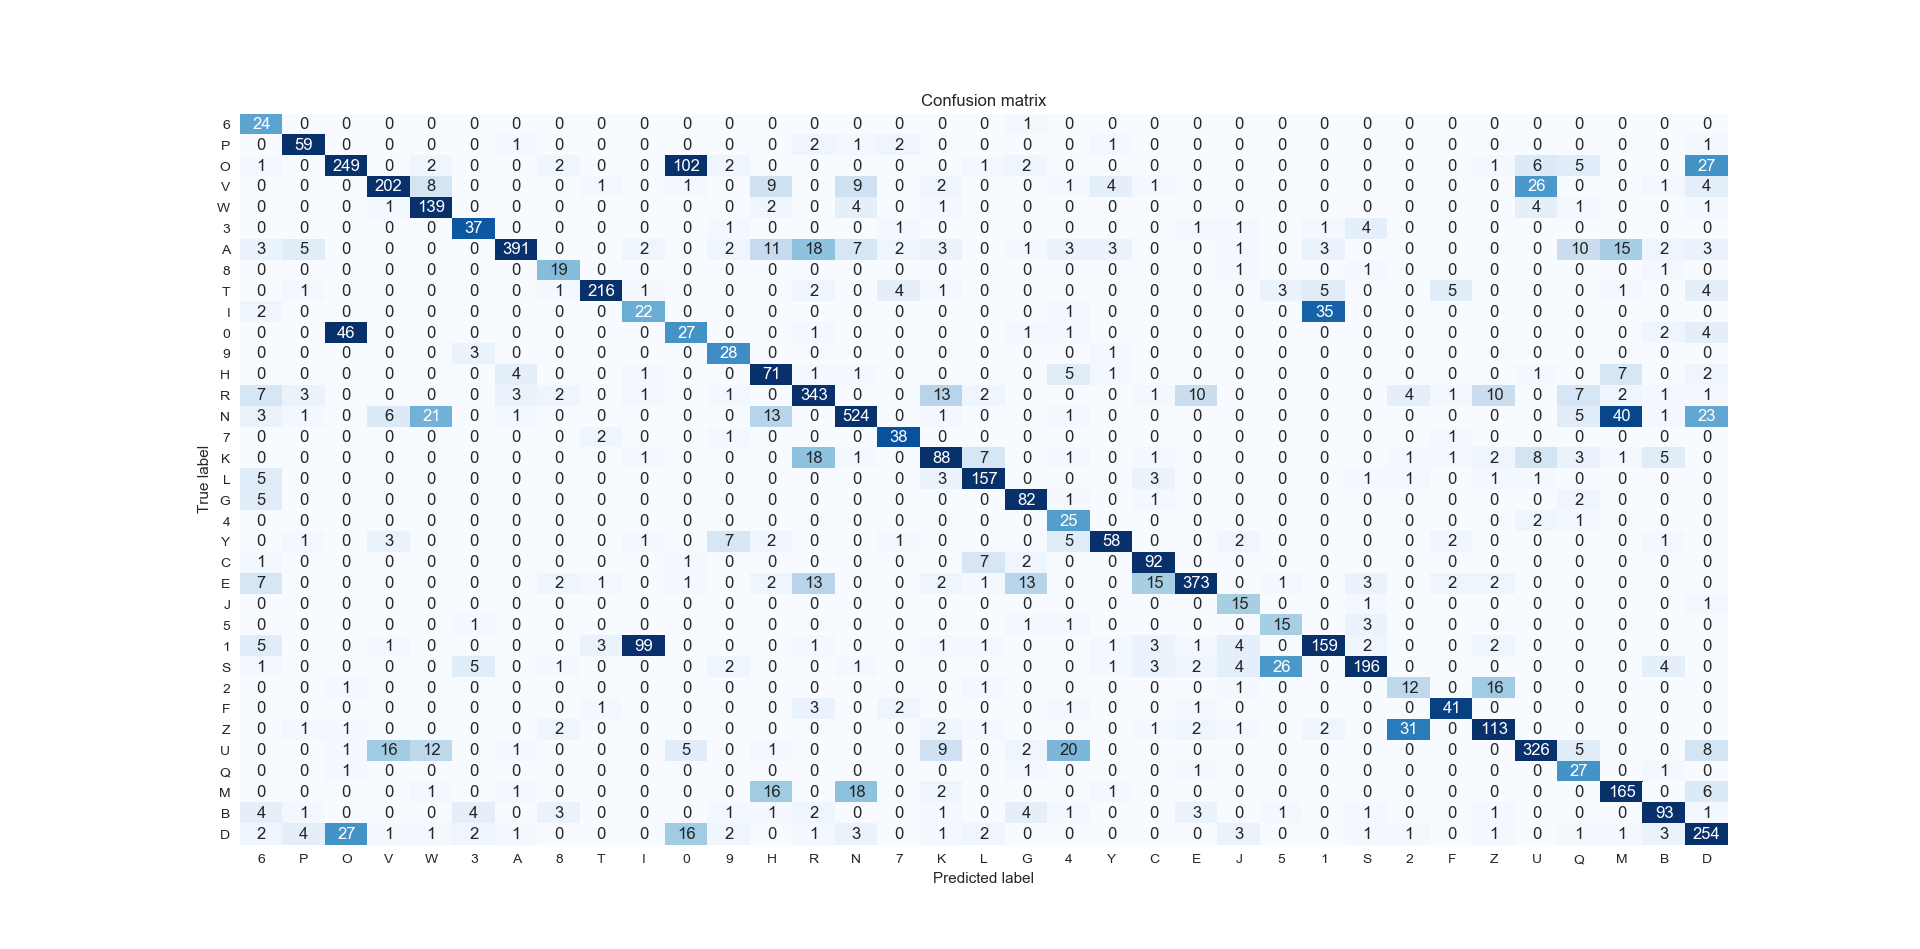 Confusion matrix
True label
6 24 0 0 0 0 0 0 0 0 0 0 0 0 0 0 0 0 0 1 0 0 0 0 0 0 0 0 0 0 0 0 0 0 0 0
P 0 59 0 0 0 0 1 0 0 0 0 0 0 2 1 2 0 0 0 0 1 0 0 0 0 0 0 0 0 0 0 0 0 0 1
O 1 0 249 0 2 0 0 2 0 0 102 2 0 0 0 0 0 1 2 0 0 0 0 0 0 0 0 0 0 1 6 5 0 0 27
V 0 0 0 202 8 0 0 0 1 0 1 0 9 0 9 0 2 0 0 1 4 1 0 0 0 0 0 0 0 0 26 0 0 1 4
W 0 0 0 1 139 0 0 0 0 0 0 0 2 0 4 0 1 0 0 0 0 0 0 0 0 0 0 0 0 0 4 1 0 0 1
3 0 0 0 0 0 37 0 0 0 0 0 1 0 0 0 1 0 0 0 0 0 0 1 1 0 1 4 0 0 0 0 0 0 0 0
A 3 5 0 0 0 0 391 0 0 2 0 2 11 18 7 2 3 0 1 3 3 0 0 1 0 3 0 0 0 0 0 10 15 2 3
8 0 0 0 0 0 0 0 19 0 0 0 0 0 0 0 0 0 0 0 0 0 0 0 1 0 0 1 0 0 0 0 0 0 1 0
T 0 1 0 0 0 0 0 1 216 1 0 0 0 2 0 4 1 0 0 0 0 0 0 0 3 5 0 0 5 0 0 0 1 0 4
I 2 0 0 0 0 0 0 0 0 22 0 0 0 0 0 0 0 0 0 1 0 0 0 0 0 35 0 0 0 0 0 0 0 0 0
0 0 0 46 0 0 0 0 0 0 0 27 0 0 1 0 0 0 0 1 1 0 0 0 0 0 0 0 0 0 0 0 0 0 2 4
9 0 0 0 0 0 3 0 0 0 0 0 28 0 0 0 0 0 0 0 0 1 0 0 0 0 0 0 0 0 0 0 0 0 0 0
H 0 0 0 0 0 0 4 0 0 1 0 0 71 1 1 0 0 0 0 5 1 0 0 0 0 0 0 0 0 0 1 0 7 0 2
R 7 3 0 0 0 0 3 2 0 1 0 1 0 343 0 0 13 2 0 0 0 1 10 0 0 0 0 4 1 10 0 7 2 1 1
N 3 1 0 6 21 0 1 0 0 0 0 0 13 0 524 0 1 0 0 1 0 0 0 0 0 0 0 0 0 0 0 5 40 1 23
7 0 0 0 0 0 0 0 0 2 0 0 1 0 0 0 38 0 0 0 0 0 0 0 0 0 0 0 0 1 0 0 0 0 0 0
K 0 0 0 0 0 0 0 0 0 1 0 0 0 18 1 0 88 7 0 1 0 1 0 0 0 0 0 1 1 2 8 3 1 5 0
L 5 0 0 0 0 0 0 0 0 0 0 0 0 0 0 0 3 157 0 0 0 3 0 0 0 0 1 1 0 1 1 0 0 0 0
G 5 0 0 0 0 0 0 0 0 0 0 0 0 0 0 0 0 0 82 1 0 1 0 0 0 0 0 0 0 0 0 2 0 0 0
4 0 0 0 0 0 0 0 0 0 0 0 0 0 0 0 0 0 0 0 25 0 0 0 0 0 0 0 0 0 0 2 1 0 0 0
Y 0 1 0 3 0 0 0 0 0 1 0 7 2 0 0 1 0 0 0 5 58 0 0 2 0 0 0 0 2 0 0 0 0 1 0
C 1 0 0 0 0 0 0 0 0 0 1 0 0 0 0 0 0 7 2 0 0 92 0 0 0 0 0 0 0 0 0 0 0 0 0
E 7 0 0 0 0 0 0 2 1 0 1 0 2 13 0 0 2 1 13 0 0 15 373 0 1 0 3 0 2 2 0 0 0 0 0
J 0 0 0 0 0 0 0 0 0 0 0 0 0 0 0 0 0 0 0 0 0 0 0 15 0 0 1 0 0 0 0 0 0 0 1
5 0 0 0 0 0 1 0 0 0 0 0 0 0 0 0 0 0 0 1 1 0 0 0 0 15 0 3 0 0 0 0 0 0 0 0
1 5 0 0 1 0 0 0 0 3 99 0 0 0 1 0 0 1 1 0 0 1 3 1 4 0 159 2 0 0 2 0 0 0 0 0
S 1 0 0 0 0 5 0 1 0 0 0 2 0 0 1 0 0 0 0 0 1 3 2 4 26 0 196 0 0 0 0 0 0 4 0
2 0 0 1 0 0 0 0 0 0 0 0 0 0 0 0 0 0 1 0 0 0 0 0 1 0 0 0 12 0 16 0 0 0 0 0
F 0 0 0 0 0 0 0 0 1 0 0 0 0 3 0 2 0 0 0 1 0 0 1 0 0 0 0 0 41 0 0 0 0 0 0
Z 0 1 1 0 0 0 0 2 0 0 0 0 0 0 0 0 2 1 0 0 0 1 2 1 0 2 0 31 0 113 0 0 0 0 0
U 0 0 1 16 12 0 1 0 0 0 5 0 1 0 0 0 9 0 2 20 0 0 0 0 0 0 0 0 0 0 326 5 0 0 8
Q 0 0 1 0 0 0 0 0 0 0 0 0 0 0 0 0 0 0 1 0 0 0 1 0 0 0 0 0 0 0 0 27 0 1 0
M 0 0 0 0 1 0 1 0 0 0 0 0 16 0 18 0 2 0 0 0 1 0 0 0 0 0 0 0 0 0 0 0 165 0 6
B 4 1 0 0 0 4 0 3 0 0 0 1 1 2 0 0 1 0 4 1 0 0 3 0 1 0 1 0 0 1 0 0 0 93 1
D 2 4 27 1 1 2 1 0 0 0 16 2 0 1 3 0 1 2 0 0 0 0 0 3 0 0 1 1 0 1 0 1 1 3 254
6 P O V W 3 A 8 T I 0 9 H R N 7 K L G 4 Y C E J 5 1 S 2 F Z U Q M B D
Predicted label